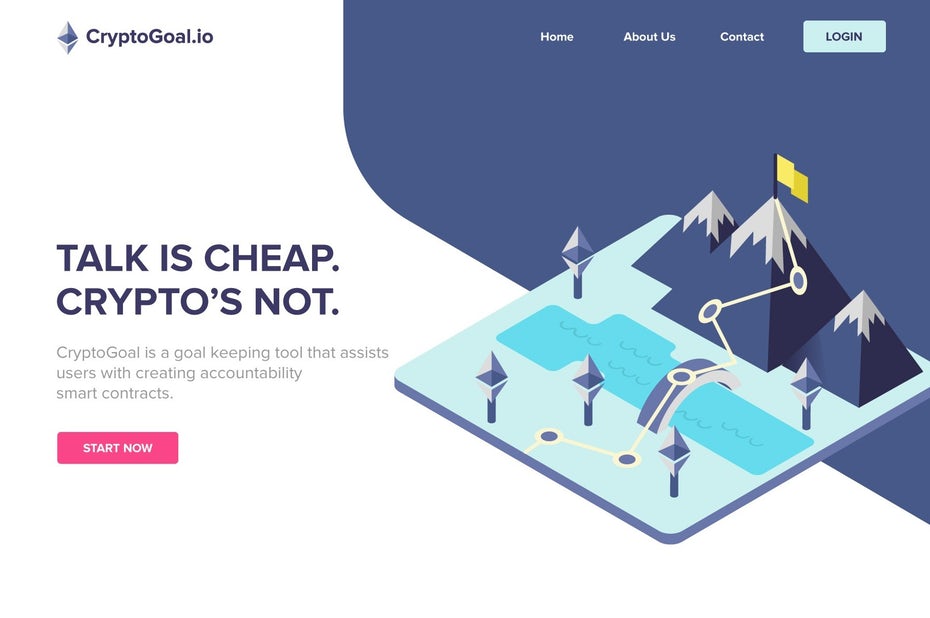 CryptoGoal.io
Home
About Us
Contact
LOGIN
TALK IS CHEAP.
CRYPTO’S NOT.
CryptoGoal is a goal keeping tool that assists
users with creating accountability
smart contracts.
START NOW